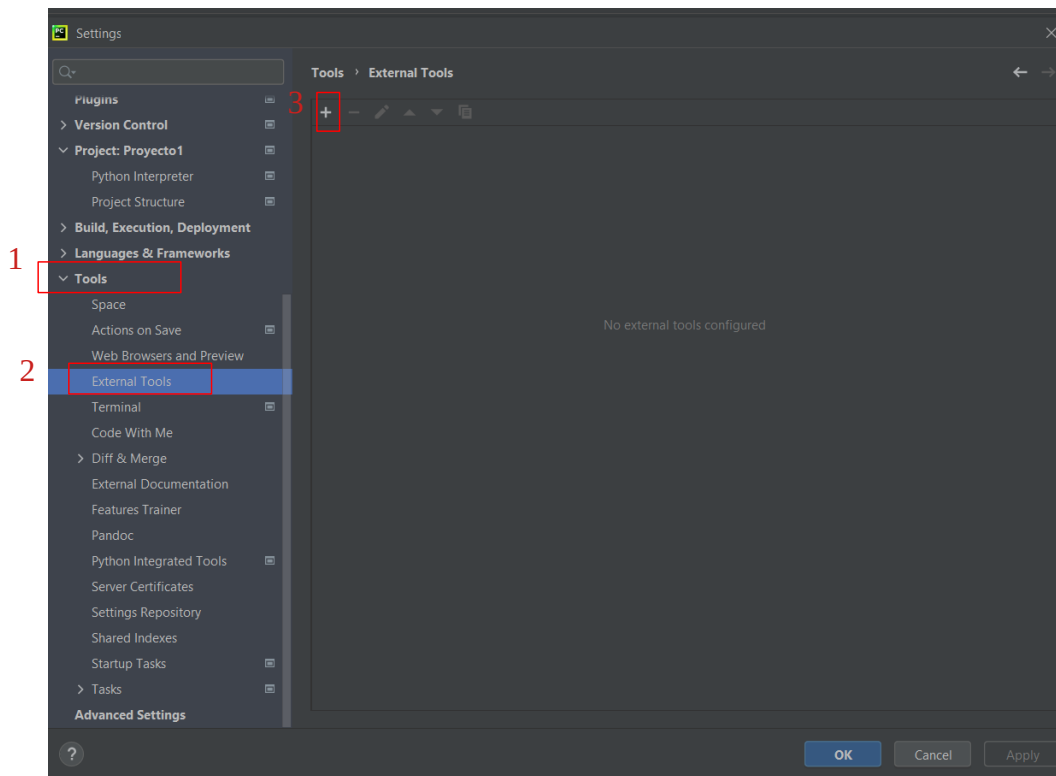 PC
Settings
Tools › External Tools
3
Plugins
Version Control
Project: Proyecto1
Python Interpreter
Project Structure
Build, Execution, Deployment
Languages & Frameworks
1
Tools
Space
Actions on Save
Web Browsers and Preview
2
External Tools
Terminal
Code With Me
Diff & Merge
External Documentation
Features Trainer
Pandoc
Python Integrated Tools
Server Certificates
Settings Repository
Shared Indexes
Startup Tasks
Tasks
Advanced Settings
No external tools configured
?
OK Cancel Apply